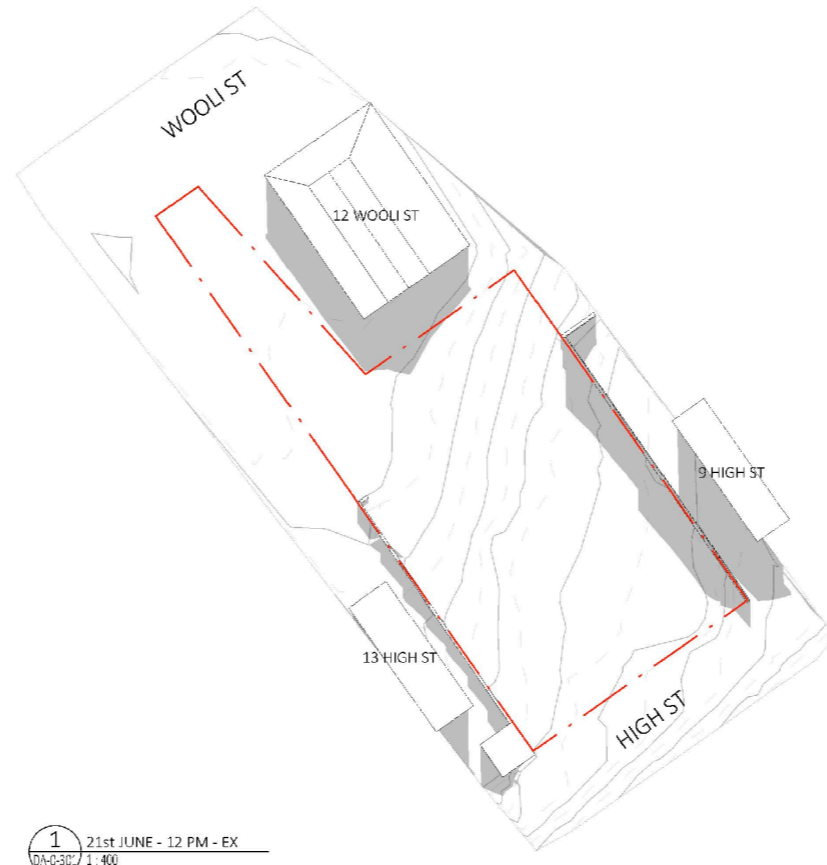 WOOLI ST
12 WOOLI ST
9 HIGH ST
13 HIGH ST
HIGH ST
1
21st JUNE - 12 PM - EX
1 : 400